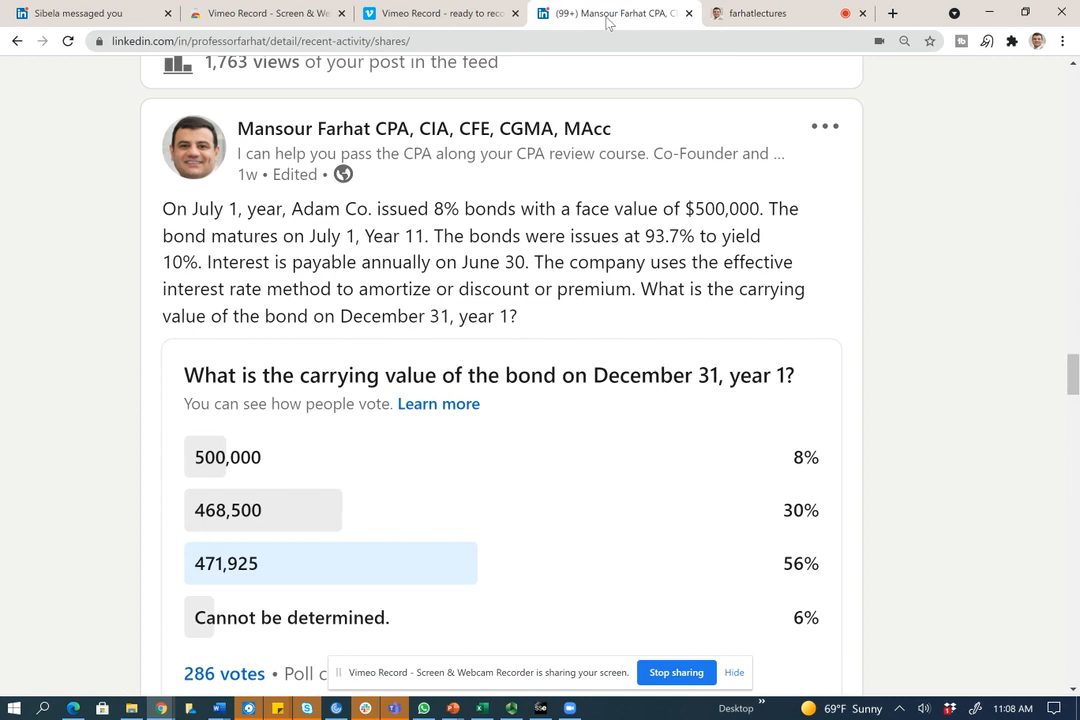 Sibela messaged you
Vimeo Record - Screen & We
Vimeo Record - ready to reco
(99+) Mansour Farhat CPA, C
farhatlectures
linkedin.com/in/professorfarhat/detail/recent-activity/shares/
1,763 views of your post in the feed
Mansour Farhat CPA, CIA, CFE, CGMA, MAcc
I can help you pass the CPA along your CPA review course. Co-Founder and ...
1w • Edited •
On July 1, year, Adam Co. issued 8% bonds with a face value of $500,000. The
bond matures on July 1, Year 11. The bonds were issues at 93.7% to yield
10%. Interest is payable annually on June 30. The company uses the effective
interest rate method to amortize or discount or premium. What is the carrying
value of the bond on December 31, year 1?
What is the carrying value of the bond on December 31, year 1?
You can see how people vote. Learn more
500,000 8%
468,500 30%
471,925 56%
Cannot be determined. 6%
286 votes • Poll c
Vimeo Record - Screen & Webcam Recorder is sharing your screen. Stop sharing Hide
Desktop » 69°F Sunny 11:08 AM